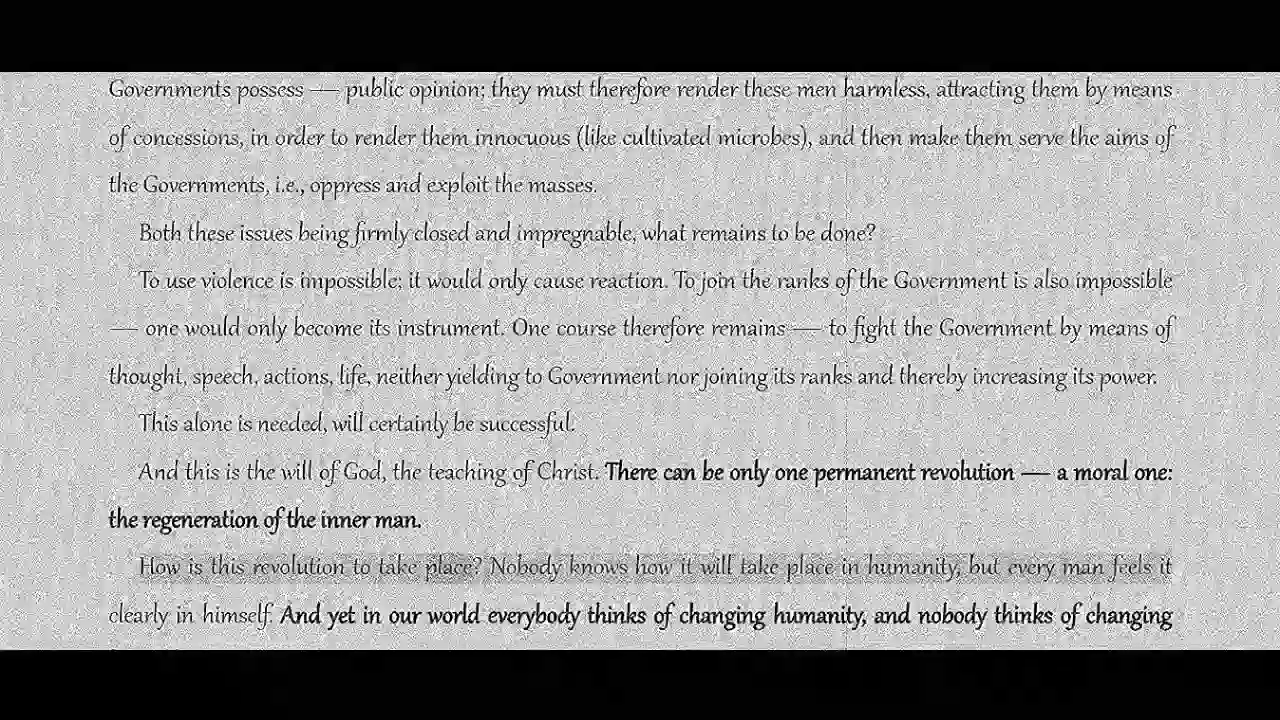 Governments possess — public opinion; they must therefore render these men harmless, attracting them by means
of concessions, in order to render them innocuous (like cultivated microbes), and then make them serve the aims of
the Governments, i.e., oppress and exploit the masses.
Both these issues being firmly closed and impregnable, what remains to be done?
To use violence is impossible; it would only cause reaction. To join the ranks of the Government is also impossible
— one would only become its instrument. One course therefore remains — to fight the Government by means of
thought, speech, actions, life, neither yielding to Government nor joining its ranks and thereby increasing its power.
This alone is needed, will certainly be successful.
And this is the will of God, the teaching of Christ. There can be only one permanent revolution — a moral one:
the regeneration of the inner man.
How is this revolution to take place? Nobody knows how it will take place in humanity, but every man feels it
clearly in himself. And yet in our world everybody thinks of changing humanity, and nobody thinks of changing